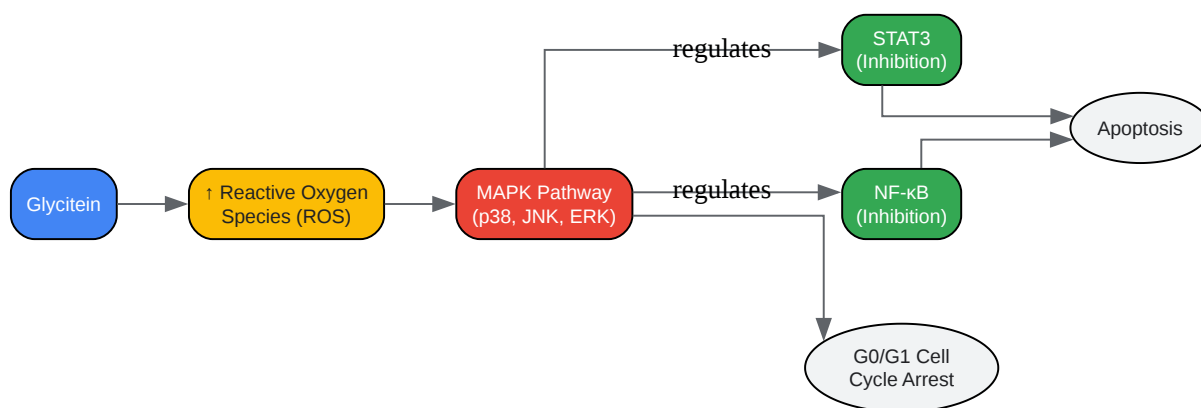 Glycitein
↑ Reactive Oxygen
Species (ROS)
MAPK Pathway
(p38, JNK, ERK)
regulates
STAT3
(Inhibition)
regulates
NF-κB
(Inhibition)
Apoptosis
G0/G1 Cell
Cycle Arrest